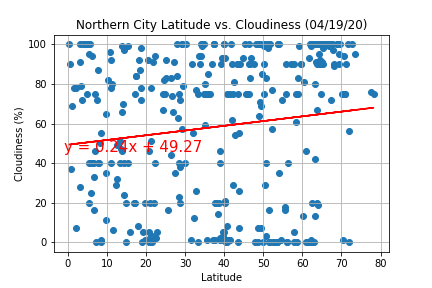 Northern City Latitude vs. Cloudiness (04/19/20)
100
80
60
40
20
0
Cloudiness (%)
y = 0.24x + 49.27
0 10 20 30 40 50 60 70 80
Latitude